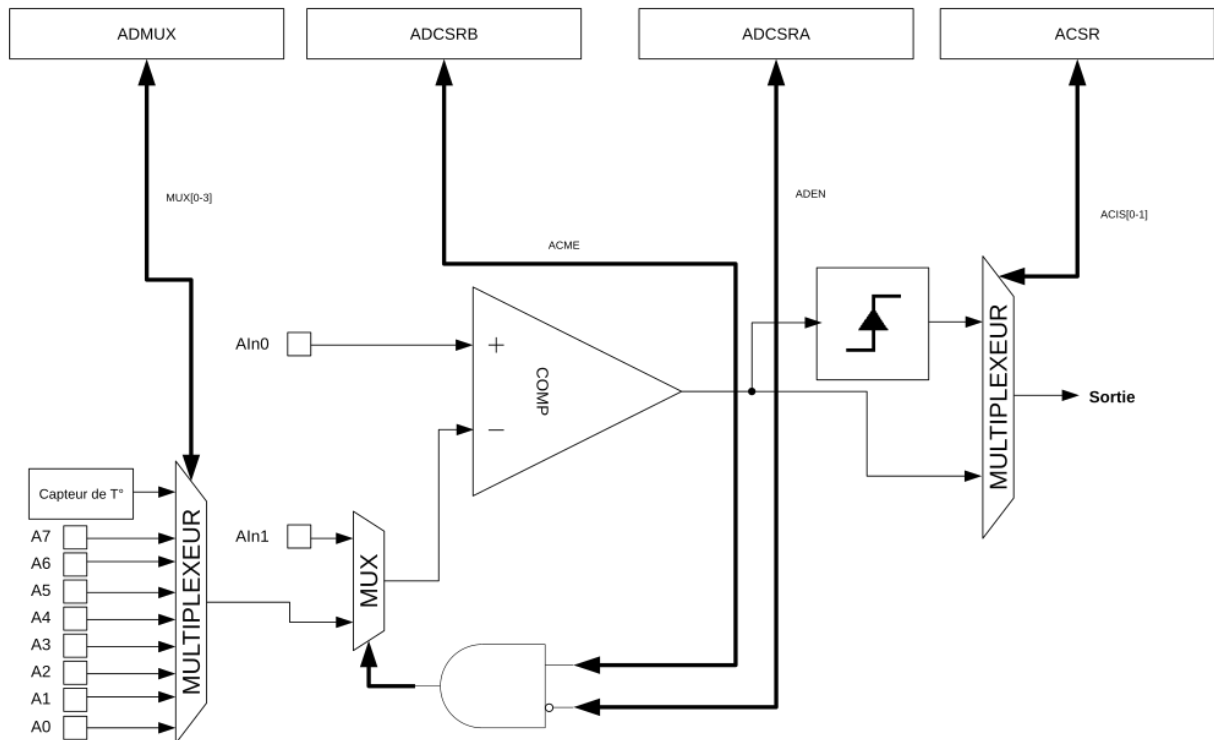 ADMUX
ADCSRB
ADCSRA
ACSR
MUX[0-3]
ADEN
ACIS[0-1]
ACME
AIn0
+
COMP
−
MULTIPLEXEUR
Sortie
Capteur de T°
MULTIPLEXEUR
A7
A6
A5
A4
A3
A2
A1
A0
AIn1
MUX